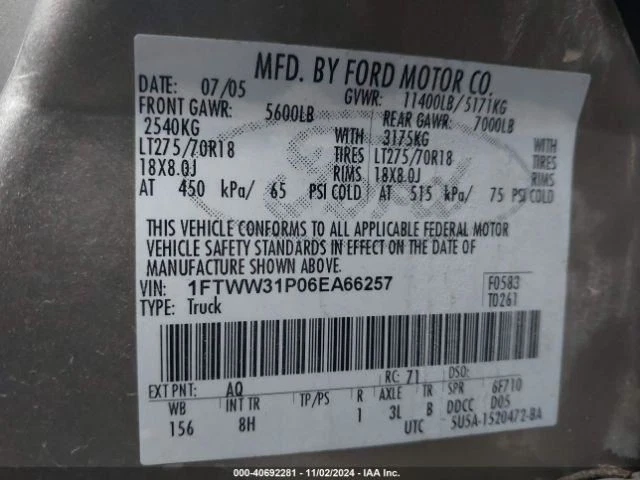 MFD. BY FORD MOTOR CO.
DATE: 07/05 GVWR: 11400LB/5171KG
FRONT GAWR: 5600LB REAR GAWR: 7000LB
2540KG WITH 3175KG WITH
LT275/70R18 TIRES LT275/70R18 TIRES
18X8.0J RIMS 18X8.0J RIMS
AT 450 kPa/ 65 PSI COLD AT 515 kPa/ 75 PSI COLD
THIS VEHICLE CONFORMS TO ALL APPLICABLE FEDERAL MOTOR
VEHICLE SAFETY STANDARDS IN EFFECT ON THE DATE OF
MANUFACTURE SHOWN ABOVE.
VIN: 1FTWW31P06EA66257 F0583
TYPE: Truck T0261
EXT PNT: AQ RC: 71 DSO:
WB INT TR TP/PS R AXLE TR SPR 6F710
156 8H 1 3L B DDCC D05
UTC 5U5A-1520472-BA
000-40692281 - 11/02/2024 - IAA Inc.